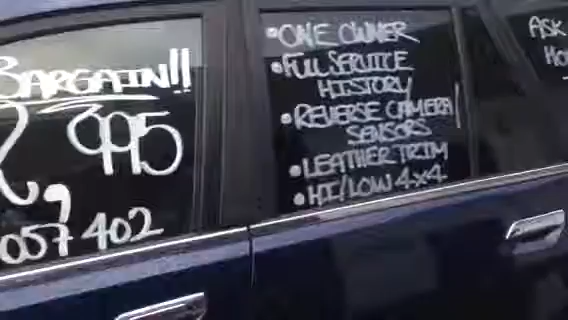 BARGAIN!!
,995
057 402
• ONE OWNER
• FULL SERVICE
HISTORY
• REVERSE CAMERA/
SENSORS
• LEATHER TRIM
• HI/LOW 4x4
ASK